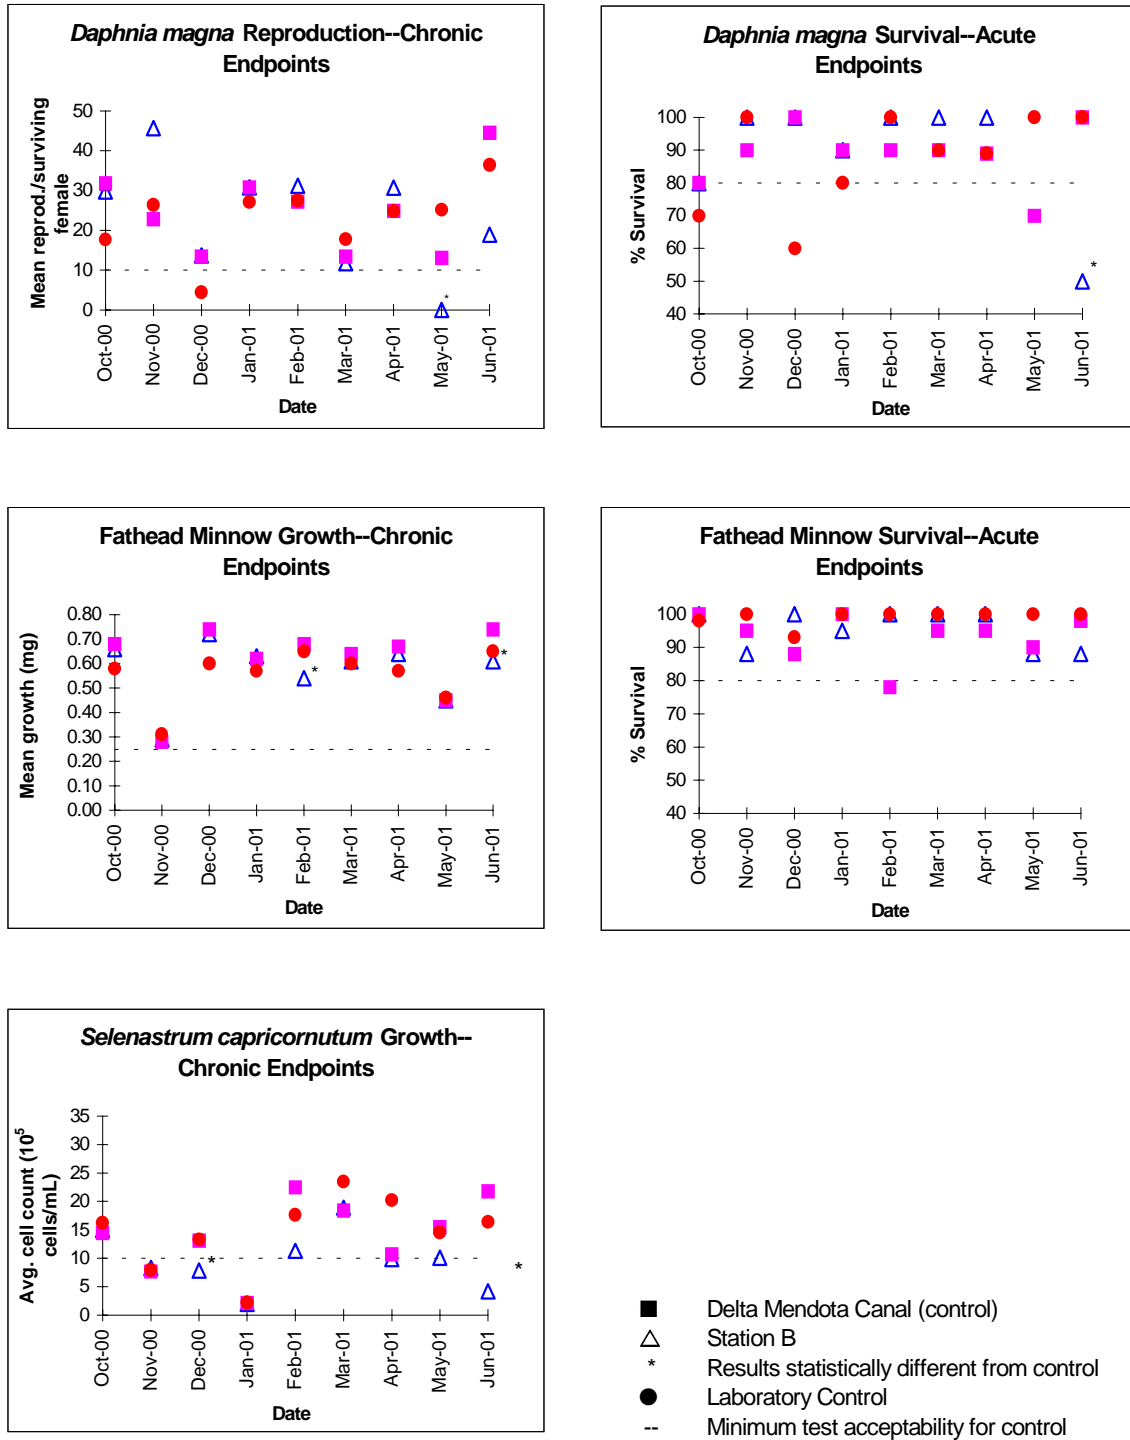 Daphnia magna Reproduction--Chronic
Endpoints
Mean reprod./surviving
female
50
40
30
20
10
0
*
Oct-00
Nov-00
Dec-00
Jan-01
Feb-01
Mar-01
Apr-01
May-01
Jun-01
Date
Daphnia magna Survival--Acute
Endpoints
% Survival
100
90
80
70
60
50
40
*
Oct-00
Nov-00
Dec-00
Jan-01
Feb-01
Mar-01
Apr-01
May-01
Jun-01
Date
Fathead Minnow Growth--Chronic
Endpoints
Mean growth (mg)
0.80
0.70
0.60
0.50
0.40
0.30
0.20
0.10
0.00
*
*
Oct-00
Nov-00
Dec-00
Jan-01
Feb-01
Mar-01
Apr-01
May-01
Jun-01
Date
Fathead Minnow Survival--Acute
Endpoints
% Survival
100
90
80
70
60
50
40
Oct-00
Nov-00
Dec-00
Jan-01
Feb-01
Mar-01
Apr-01
May-01
Jun-01
Date
Selenastrum capricornutum Growth--
Chronic Endpoints
Avg. cell count (10⁵
cells/mL)
35
30
25
20
15
10
5
0
*
*
Oct-00
Nov-00
Dec-00
Jan-01
Feb-01
Mar-01
Apr-01
May-01
Jun-01
Date
Delta Mendota Canal (control)
Station B
* Results statistically different from control
Laboratory Control
-- Minimum test acceptability for control